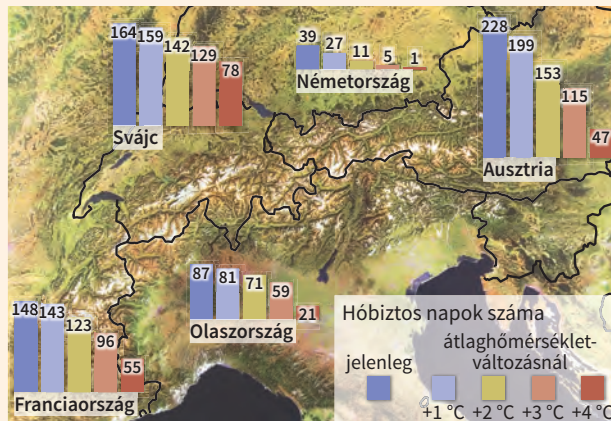 164 159 142 129 78
Svájc
39 27 11 5 1
Németország
228 199 153 115 47
Ausztria
87 81 71 59 21
Olaszország
148 143 123 96 55
Franciaország
Hóbiztos napok száma
jelenleg
átlaghőmérséklet-
változásnál
+1 °C +2 °C +3 °C +4 °C